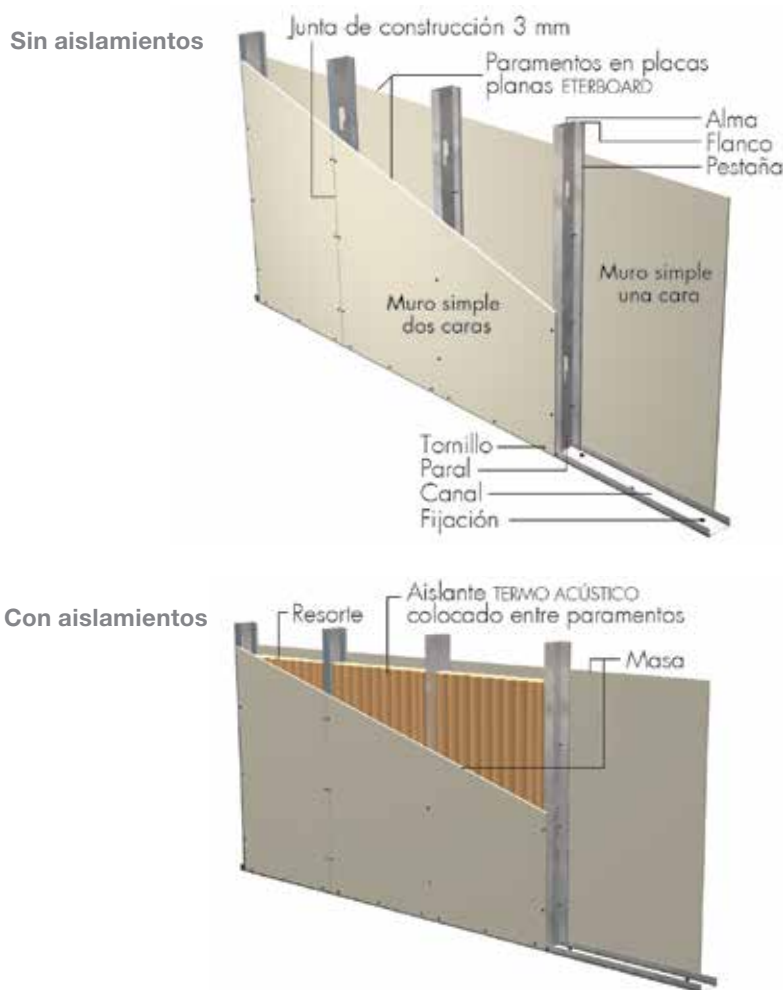 Sin aislamientos
Junta de construcción 3 mm
Paramentos en placas
planas ETERBOARD
Alma
Flanco
Pestaña
Muro simple
una cara
Muro simple
dos caras
Tornillo
Paral
Canal
Fijación
Con aislamientos
Resorte
Aislante TERMO ACÚSTICO
colocado entre paramentos
Masa